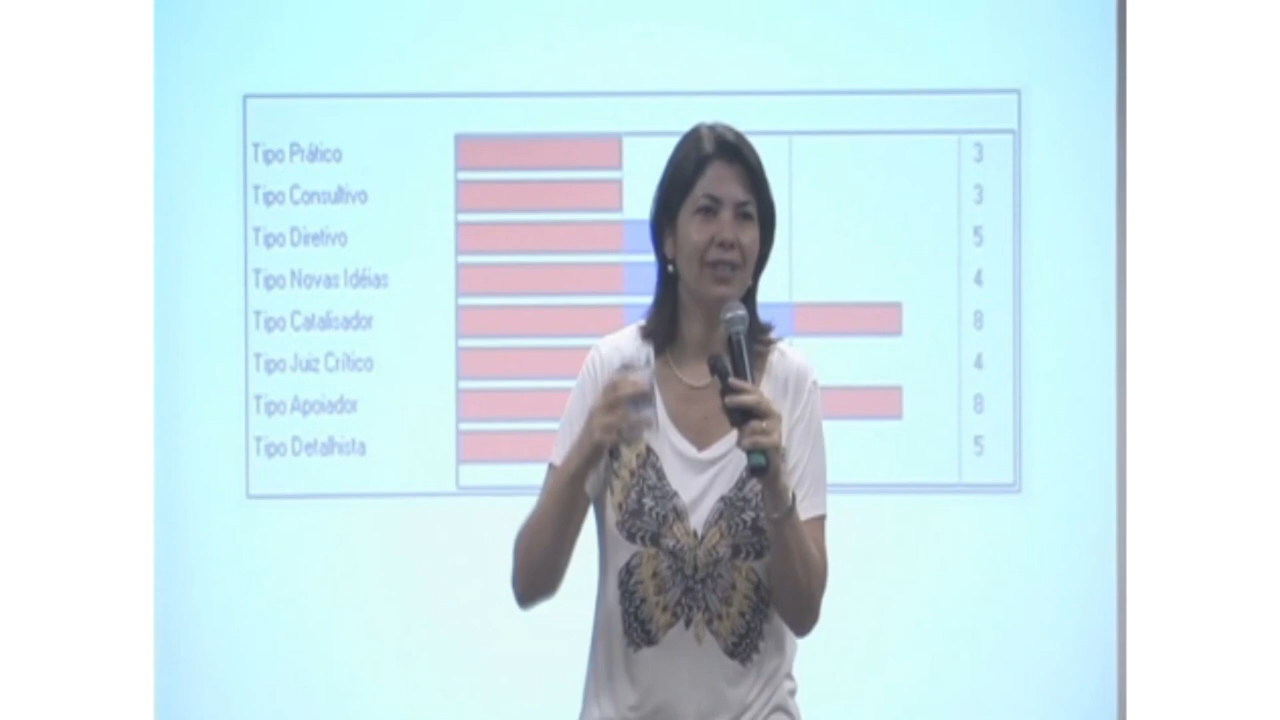 Tipo Prático 3
Tipo Consultivo 3
Tipo Diretivo 5
Tipo Novas Idéias 4
Tipo Catalisador 8
Tipo Juiz Crítico 4
Tipo Apoiador 8
Tipo Detalhista 5